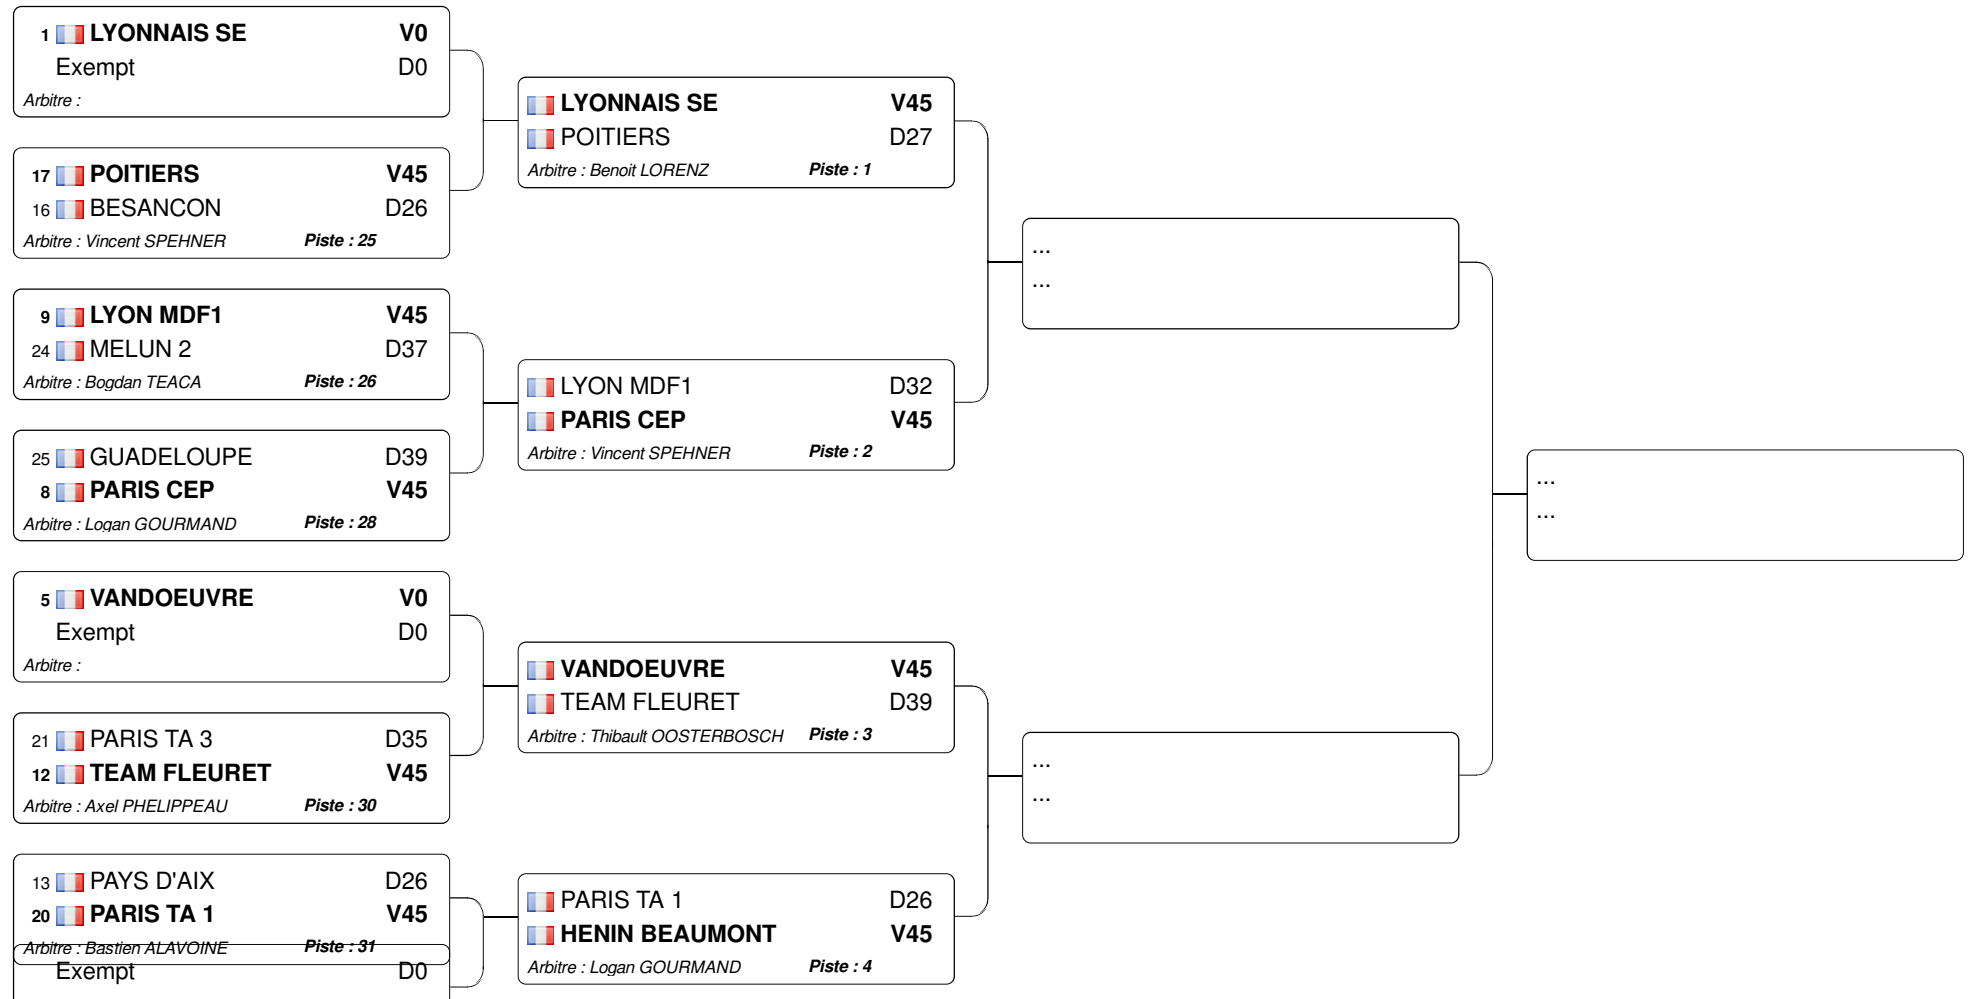 1 LYONNAIS SE V0
Exempt D0
Arbitre :
17 POITIERS V45
16 BESANCON D26
Arbitre : Vincent SPEHNER Piste : 25
9 LYON MDF1 V45
24 MELUN 2 D37
Arbitre : Bogdan TEACA Piste : 26
25 GUADELOUPE D39
8 PARIS CEP V45
Arbitre : Logan GOURMAND Piste : 28
5 VANDOEUVRE V0
Exempt D0
Arbitre :
21 PARIS TA 3 D35
12 TEAM FLEURET V45
Arbitre : Axel PHELIPPEAU Piste : 30
13 PAYS D'AIX D26
20 PARIS TA 1 V45
Arbitre : Bastien ALAVOINE Piste : 31
Exempt D0
LYONNAIS SE V45
POITIERS D27
Arbitre : Benoit LORENZ Piste : 1
LYON MDF1 D32
PARIS CEP V45
Arbitre : Vincent SPEHNER Piste : 2
VANDOEUVRE V45
TEAM FLEURET D39
Arbitre : Thibault OOSTERBOSCH Piste : 3
PARIS TA 1 D26
HENIN BEAUMONT V45
Arbitre : Logan GOURMAND Piste : 4
...
...
...
...
...
...